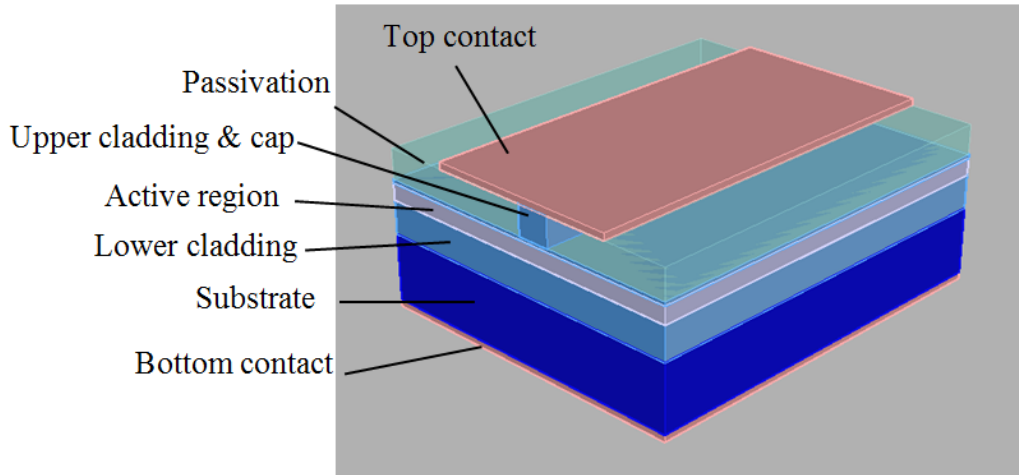 Top contact
Passivation
Upper cladding & cap
Active region
Lower cladding
Substrate
Bottom contact